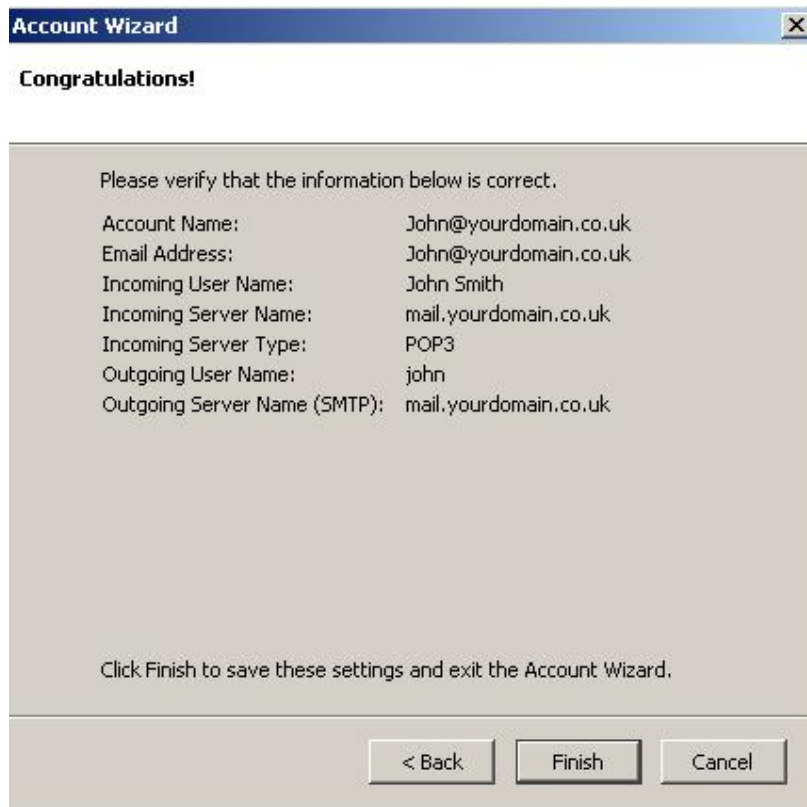 Account Wizard
Congratulations!
Please verify that the information below is correct.
Account Name: John@yourdomain.co.uk
Email Address: John@yourdomain.co.uk
Incoming User Name: John Smith
Incoming Server Name: mail.yourdomain.co.uk
Incoming Server Type: POP3
Outgoing User Name: john
Outgoing Server Name (SMTP): mail.yourdomain.co.uk
Click Finish to save these settings and exit the Account Wizard.
< Back Finish Cancel